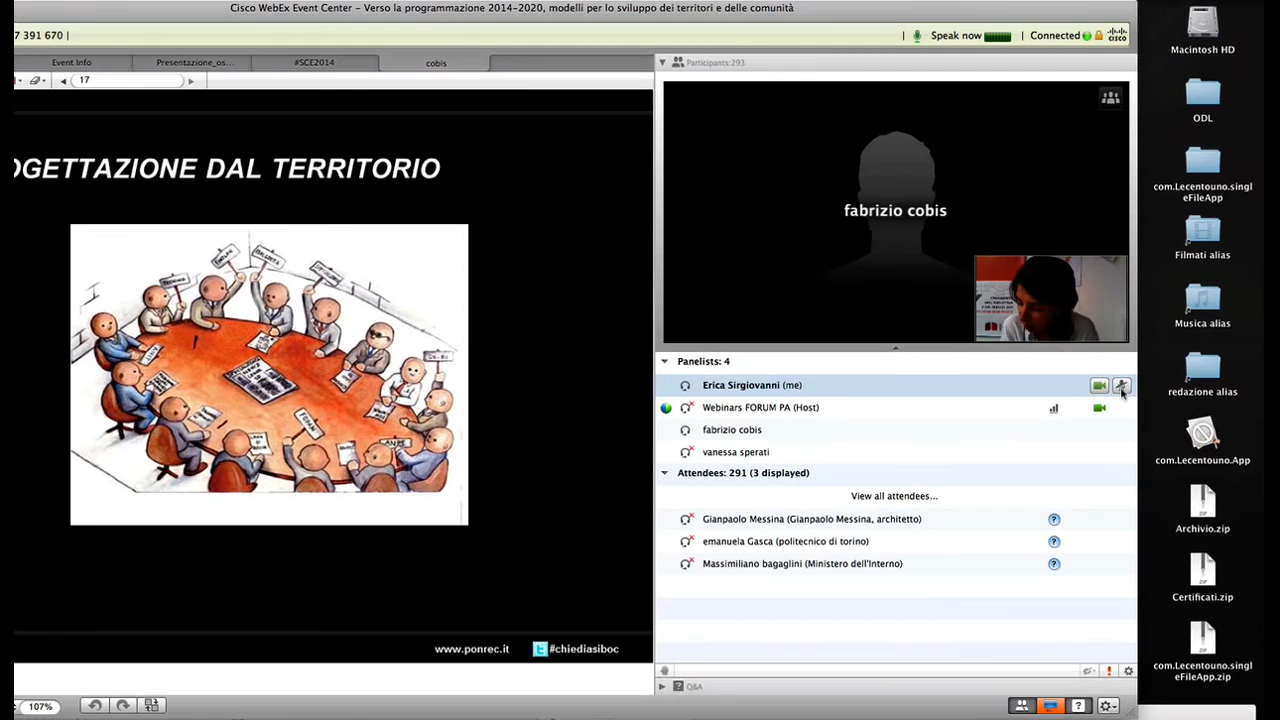 Cisco WebEx Event Center - Verso la programmazione 2014-2020, modelli per lo sviluppo dei territori e delle comunità
7 391 670 |
| Speak now | Connected
cisco
Event Info
Presentazione_os...
#SCE2014
cobis
17
Participants:293
OGETTAZIONE DAL TERRITORIO
fabrizio cobis
Panelists: 4
Erica Sirgiovanni (me)
Webinars FORUM PA (Host)
fabrizio cobis
vanessa sperati
Attendees: 291 (3 displayed)
View all attendees...
Gianpaolo Messina (Gianpaolo Messina, architetto)
emanuela Gasca (politecnico di torino)
Massimiliano bagaglini (Ministero dell'Interno)
www.ponrec.it
#chiediasiboc
Q&A
107%
Macintosh HD
ODL
com.Lecentouno.singl
eFileApp
Filmati alias
Musica alias
redazione alias
com.Lecentouno.App
ZIP
Archivio.zip
ZIP
Certificati.zip
ZIP
com.Lecentouno.singl
eFileApp.zip